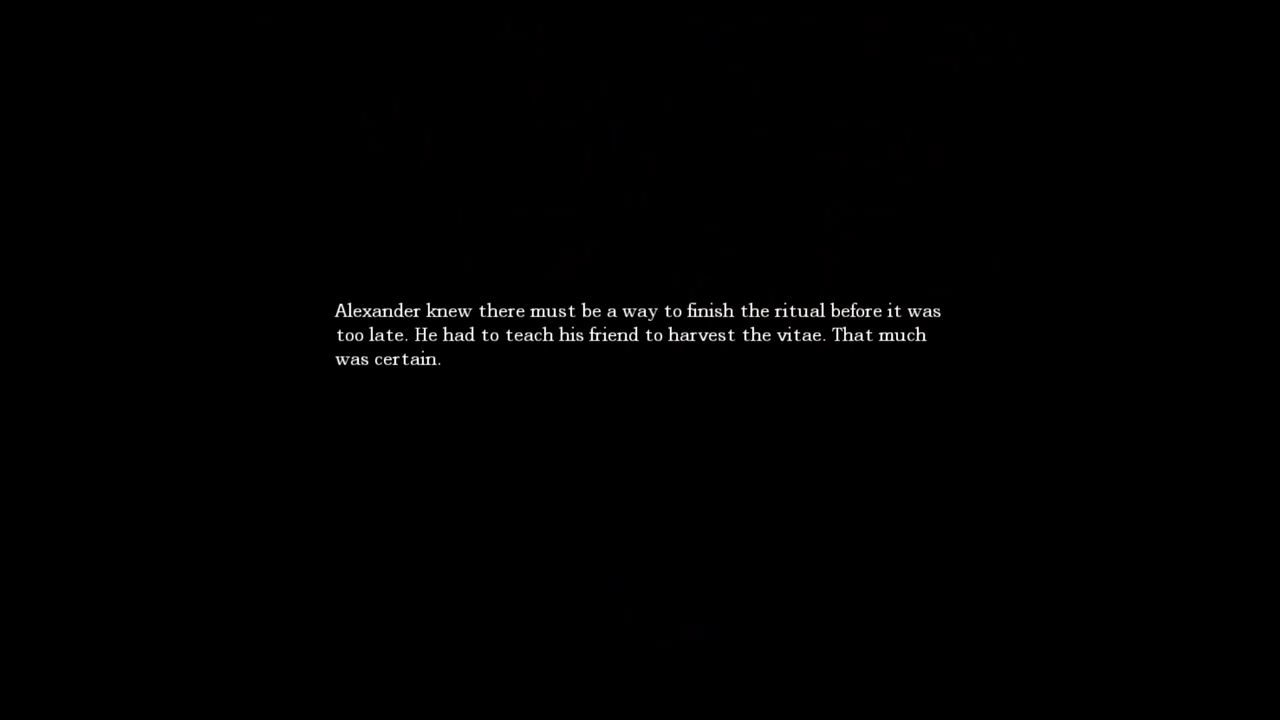 Alexander knew there must be a way to finish the ritual before it was
too late. He had to teach his friend to harvest the vitae. That much
was certain.